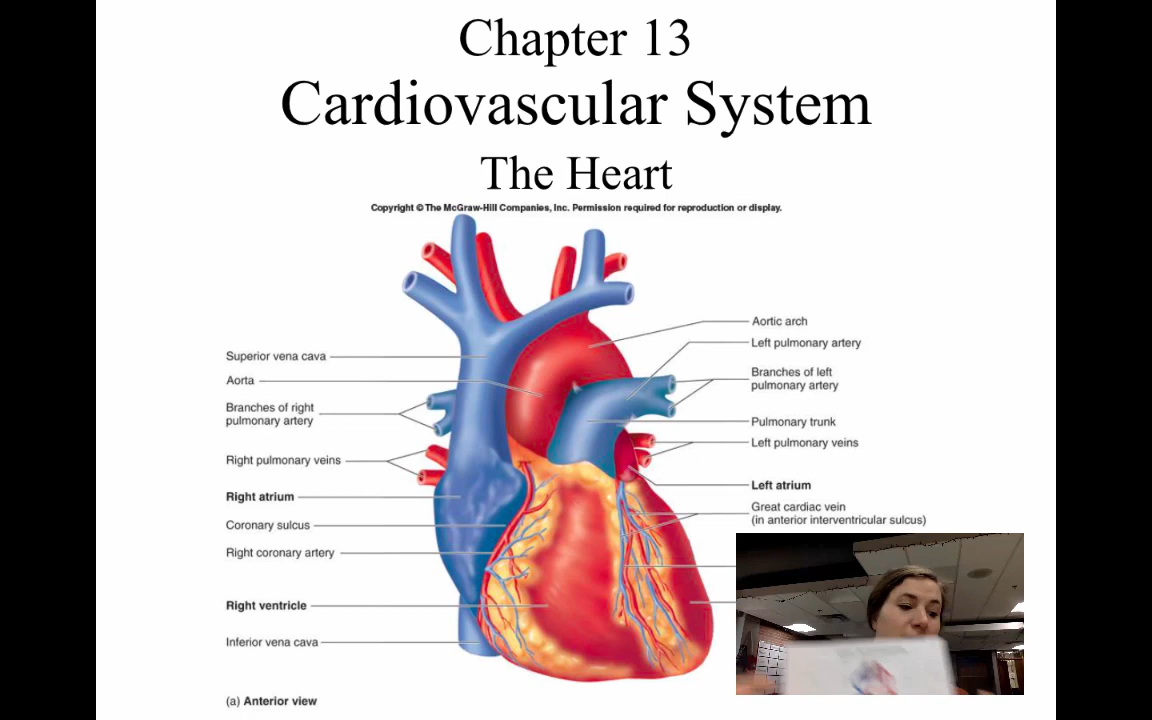 Chapter 13
Cardiovascular System
The Heart
Copyright © The McGraw-Hill Companies, Inc. Permission required for reproduction or display.
Superior vena cava
Aorta
Branches of right
pulmonary artery
Right pulmonary veins
Right atrium
Coronary sulcus
Right coronary artery
Right ventricle
Inferior vena cava
(a) Anterior view
Aortic arch
Left pulmonary artery
Branches of left
pulmonary artery
Pulmonary trunk
Left pulmonary veins
Left atrium
Great cardiac vein
(in anterior interventricular sulcus)